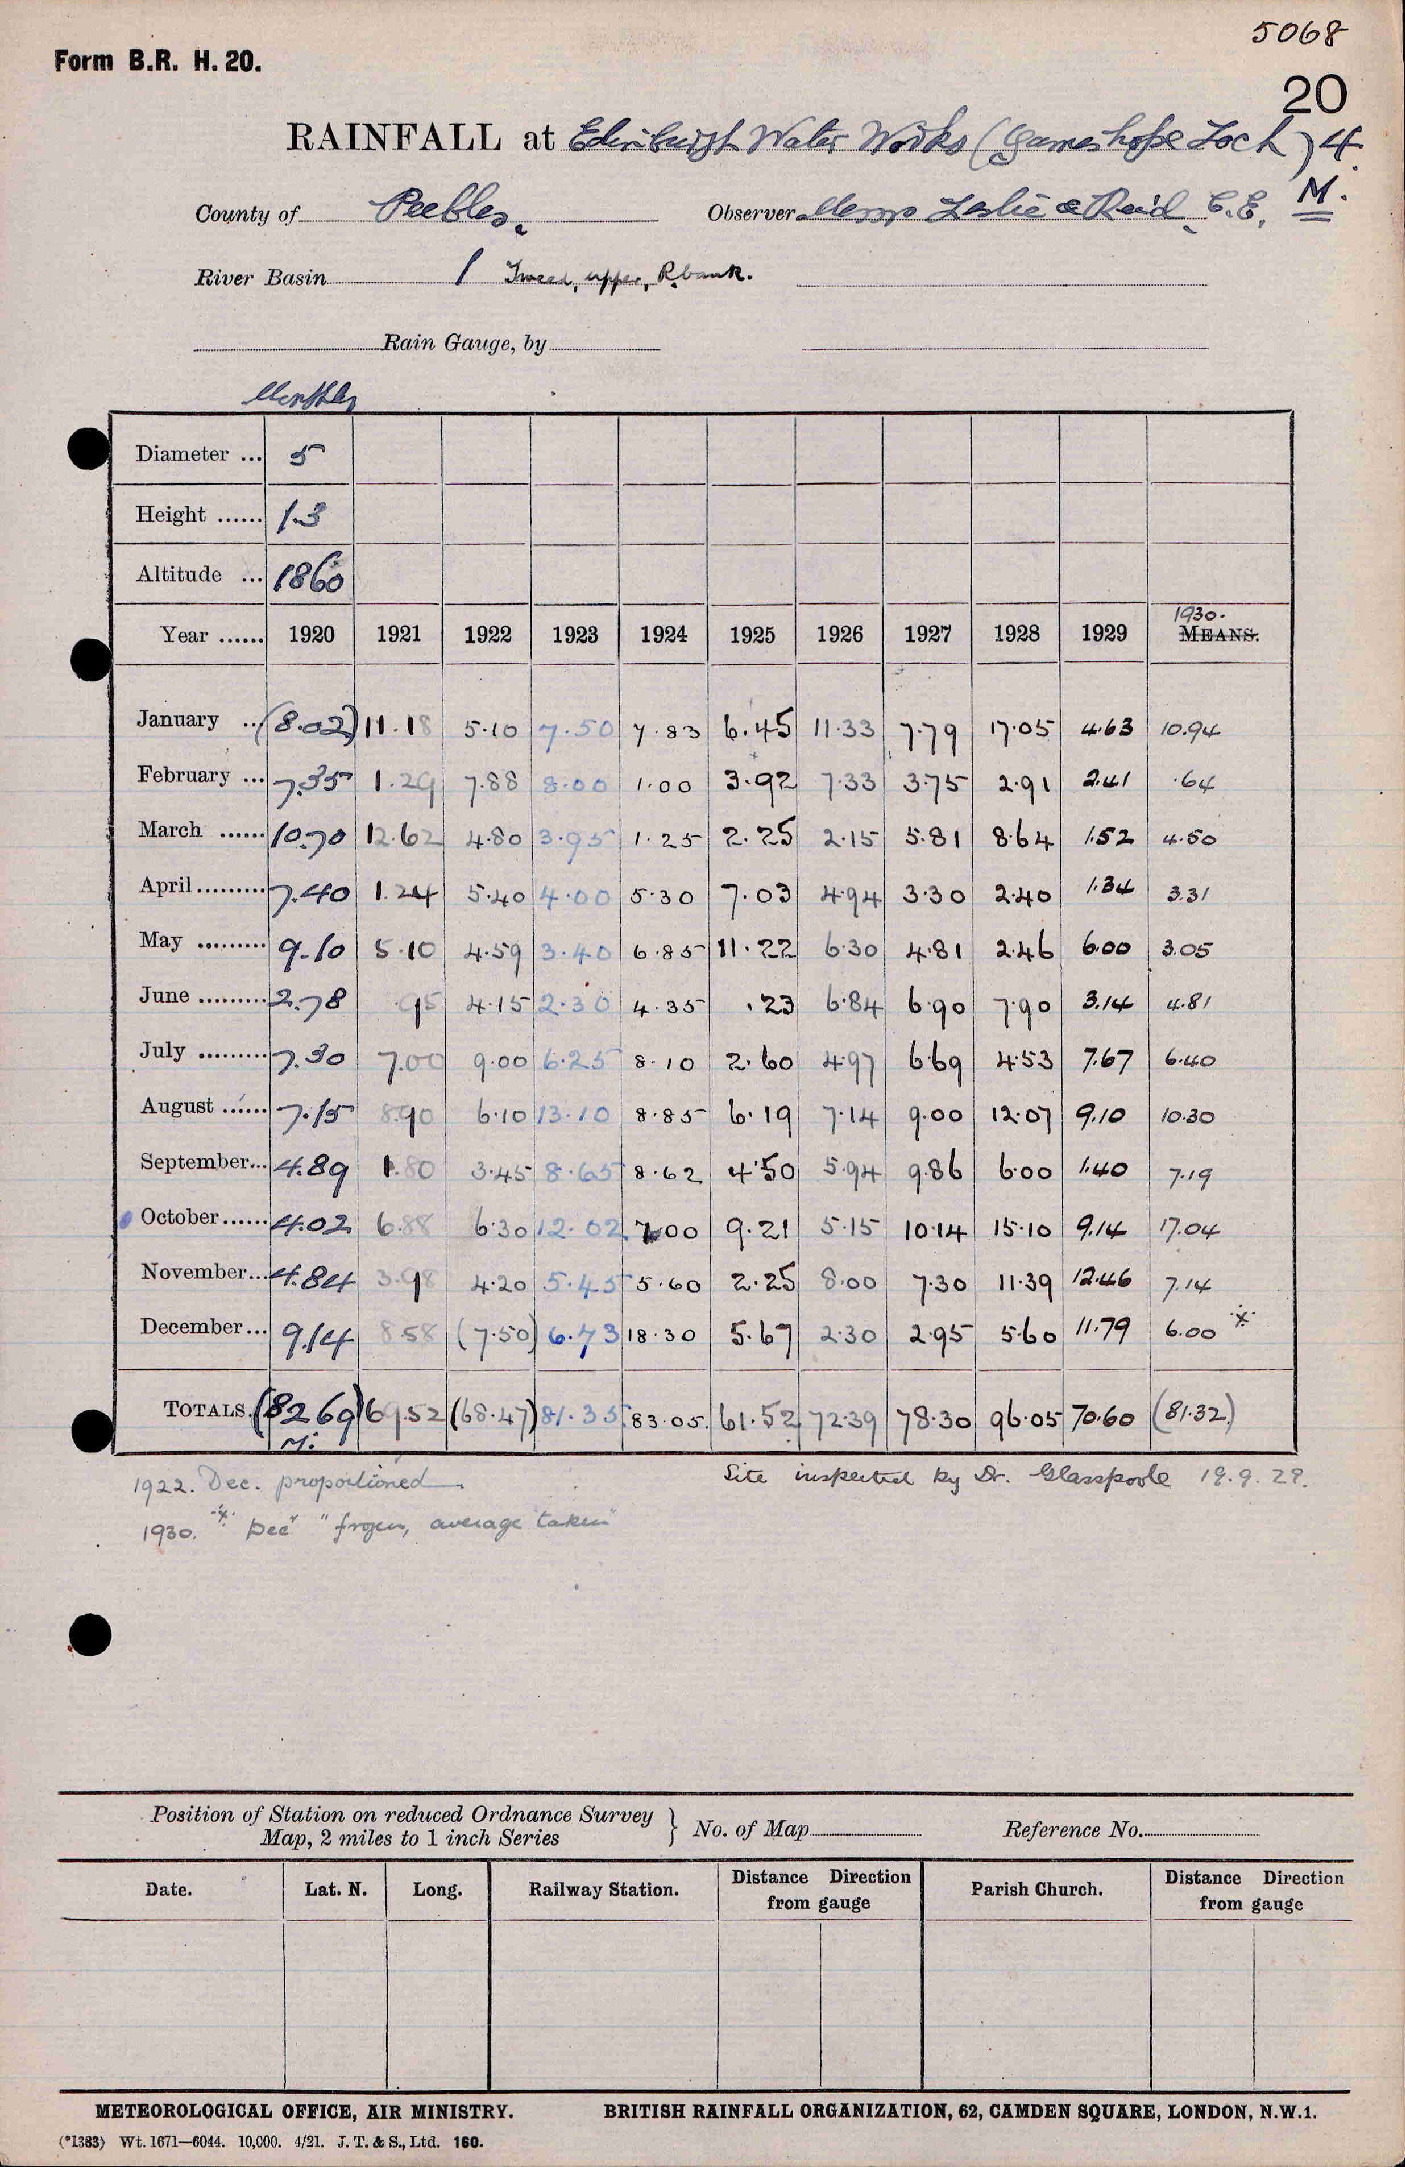 5068
Form B.R. H. 20.
20
RAINFALL at Edinburgh Water Works (Gameshope Loch) 4.
County of Peebles. Observer Messrs Leslie & Reid, C.E. M.
River Basin 1 Tweed, upper, R. bank.
Rain Gauge, by
Monthly
Diameter ... 5
Height ...... 1.3
Altitude ... 1860
1930.
Year ...... 1920 1921 1922 1923 1924 1925 1926 1927 1928 1929 MEANS.
January ... (8.02) 11.18 5.10 7.50 7.83 6.45 11.33 7.79 17.05 4.63 10.94
February ... 7.35 1.29 7.88 8.00 1.00 3.92 7.33 3.75 2.91 2.41 .64
March ...... 10.70 12.62 4.80 3.95 1.25 2.25 2.15 5.81 8.64 1.52 4.50
April ......... 7.40 1.24 5.40 4.00 5.30 7.03 4.94 3.30 2.40 1.34 3.31
May ......... 9.10 5.10 4.59 3.40 6.85 11.22 6.30 4.81 2.46 6.00 3.05
June ......... 2.78 .95 4.15 2.30 4.35 .23 6.84 6.90 7.90 3.14 4.81
July ......... 7.30 7.00 9.00 6.25 8.10 2.60 4.97 6.69 4.53 7.67 6.40
August ...... 7.15 8.90 6.10 13.10 8.85 6.19 7.14 9.00 12.07 9.10 10.30
September... 4.89 1.80 3.45 8.65 8.62 4.50 5.94 9.86 6.00 1.40 7.19
October ...... 4.02 6.88 6.30 12.02 7.00 9.21 5.15 10.14 15.10 9.14 17.04
November... 4.84 3.98 4.20 5.45 5.60 2.25 8.00 7.30 11.39 12.46 7.14
December... 9.14 8.58 (7.50) 6.73 18.30 5.67 2.30 2.95 5.60 11.79 6.00 *
TOTALS. (82.69) 69.52 (68.47) 81.35 83.05 61.52 72.39 78.30 96.05 70.60 (81.32)
M.
1922. Dec. proportioned. Site inspected by Dr. Glasspoole 19.9.29.
1930. * Dec "frozen, average taken"
Position of Station on reduced Ordnance Survey
Map, 2 miles to 1 inch Series } No. of Map Reference No.
Date. Lat. N. Long. Railway Station. Distance Direction from gauge Parish Church. Distance Direction from gauge
METEOROLOGICAL OFFICE, AIR MINISTRY. BRITISH RAINFALL ORGANIZATION, 62, CAMDEN SQUARE, LONDON, N.W.1.
(*1383) Wt. 1671—6044. 10,000. 4/21. J. T. & S., Ltd. 160.